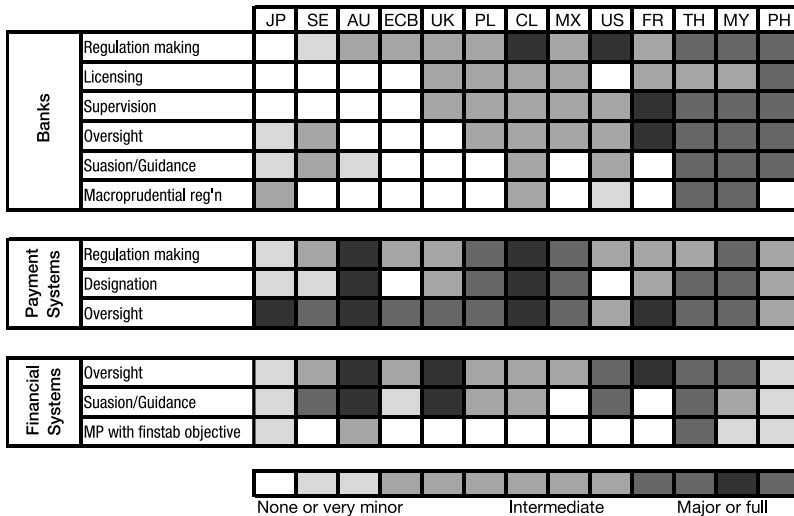 JP SE AU ECB UK PL CL MX US FR TH MY PH
Banks
Regulation making
Licensing
Supervision
Oversight
Suasion/Guidance
Macroprudential reg'n
Payment
Systems
Regulation making
Designation
Oversight
Financial
Systems
Oversight
Suasion/Guidance
MP with finstab objective
None or very minor Intermediate Major or full